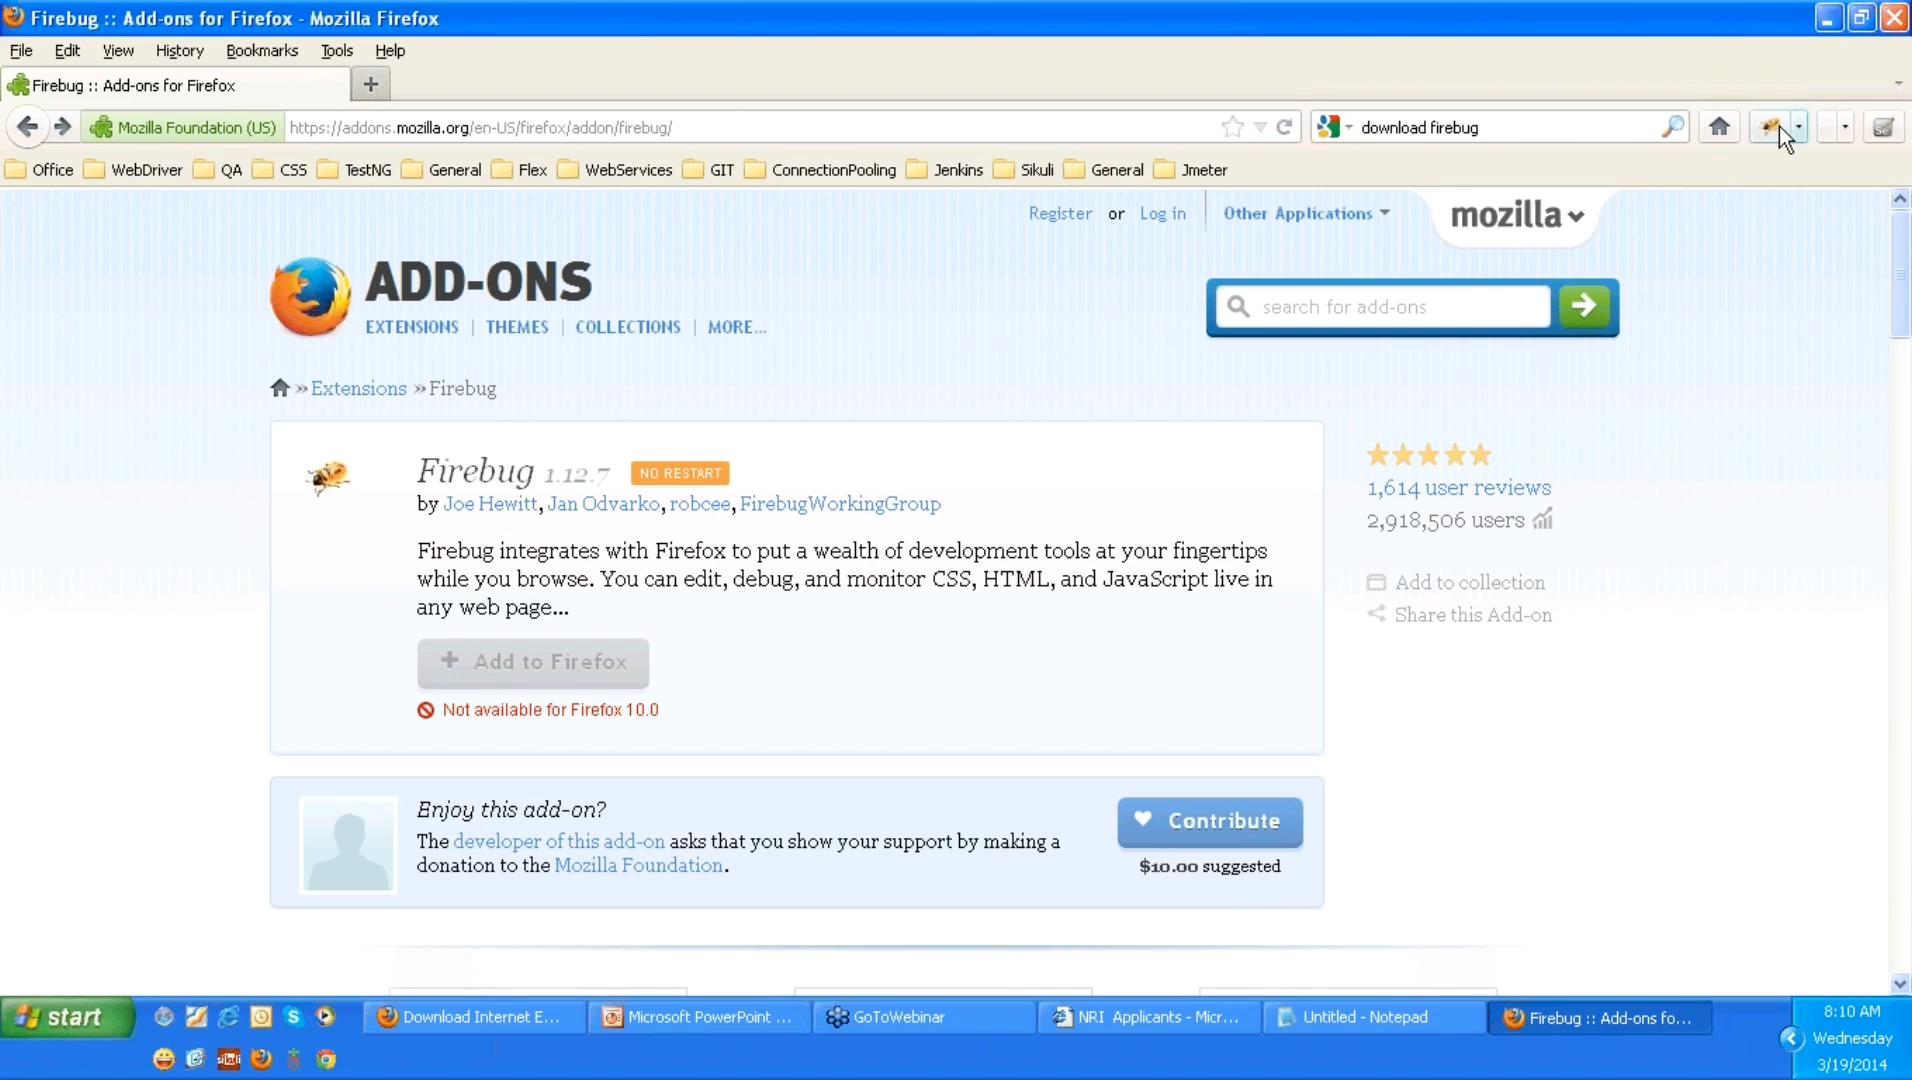 Firebug :: Add-ons for Firefox - Mozilla Firefox
File Edit View History Bookmarks Tools Help
Firebug :: Add-ons for Firefox
Mozilla Foundation (US) https://addons.mozilla.org/en-US/firefox/addon/firebug/ download firebug
Office WebDriver QA CSS TestNG General Flex WebServices GIT ConnectionPooling Jenkins Sikuli General Jmeter
Register or Log in Other Applications mozilla
ADD-ONS
EXTENSIONS | THEMES | COLLECTIONS | MORE...
search for add-ons
» Extensions » Firebug
Firebug 1.12.7 NO RESTART
by Joe Hewitt, Jan Odvarko, robcee, FirebugWorkingGroup
Firebug integrates with Firefox to put a wealth of development tools at your fingertips
while you browse. You can edit, debug, and monitor CSS, HTML, and JavaScript live in
any web page...
+ Add to Firefox
Not available for Firefox 10.0
1,614 user reviews
2,918,506 users
Add to collection
Share this Add-on
Enjoy this add-on?
The developer of this add-on asks that you show your support by making a
donation to the Mozilla Foundation.
Contribute
$10.00 suggested
start Download Internet E... Microsoft PowerPoint ... GoToWebinar NRI Applicants - Micr... Untitled - Notepad Firebug :: Add-ons fo...
8:10 AM
Wednesday
3/19/2014